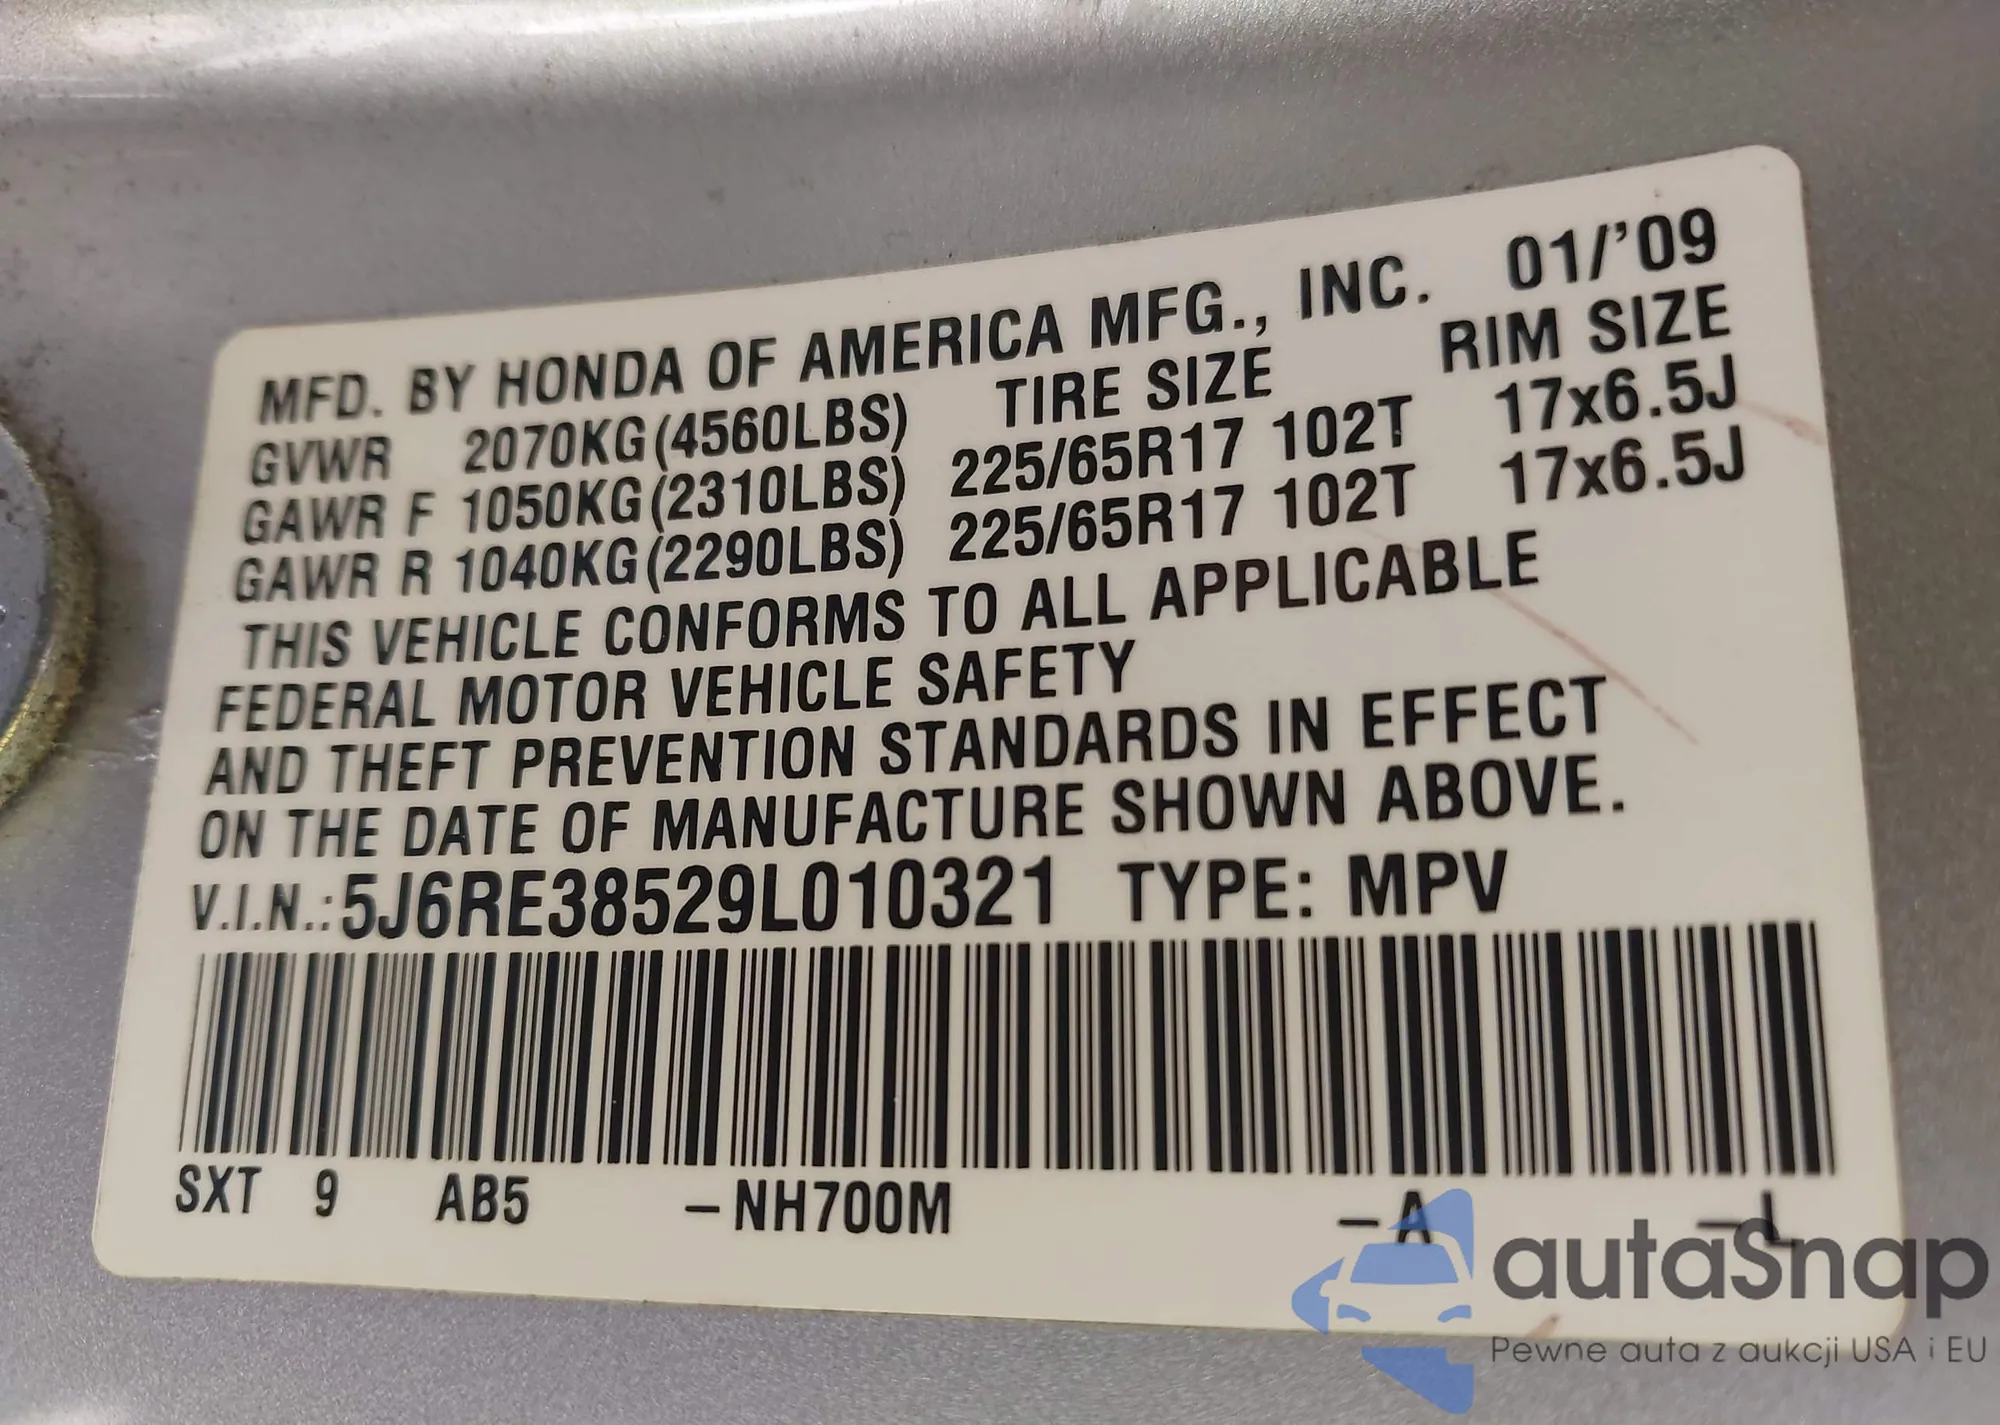 MFD. BY HONDA OF AMERICA MFG., INC. 01/'09
GVWR 2070KG(4560LBS) TIRE SIZE RIM SIZE
GAWR F 1050KG(2310LBS) 225/65R17 102T 17x6.5J
GAWR R 1040KG(2290LBS) 225/65R17 102T 17x6.5J
THIS VEHICLE CONFORMS TO ALL APPLICABLE
FEDERAL MOTOR VEHICLE SAFETY
AND THEFT PREVENTION STANDARDS IN EFFECT
ON THE DATE OF MANUFACTURE SHOWN ABOVE.
V.I.N.:5J6RE38529L010321 TYPE: MPV
SXT 9 AB5 -NH700M -A -L
autaSnap
Pewne auta z aukcji USA i EU